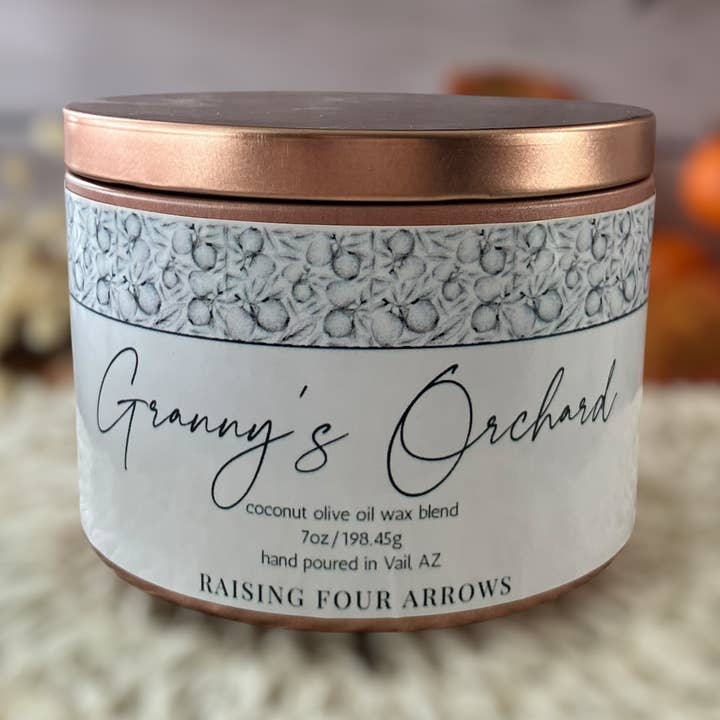 Granny's Orchard
coconut olive oil wax blend
7oz/198.45g
hand poured in Vail, AZ
RAISING FOUR ARROWS